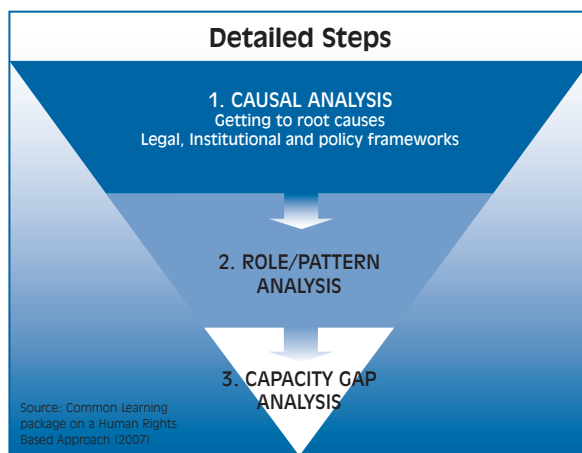 Detailed Steps
1. CAUSAL ANALYSIS
Getting to root causes
Legal, Institutional and policy frameworks
2. ROLE/PATTERN
ANALYSIS
3. CAPACITY GAP
ANALYSIS
Source: Common Learning
package on a Human Rights
Based Approach (2007)